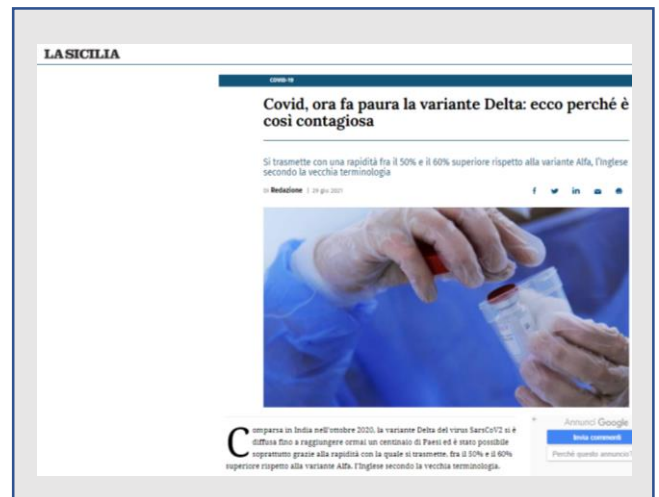 LA SICILIA
COVID-19
Covid, ora fa paura la variante Delta: ecco perché è
così contagiosa
Si trasmette con una rapidità fra il 50% e il 60% superiore rispetto alla variante Alfa, l'Inglese
secondo la vecchia terminologia
Di Redazione | 29 giu 2021
Comparsa in India nell'ottobre 2020, la variante Delta del virus SarsCoV2 si è
diffusa fino a raggiungere ormai un centinaio di Paesi ed è stato possibile
soprattutto grazie alla rapidità con la quale si trasmette, fra il 50% e il 60%
superiore rispetto alla variante Alfa, l'Inglese secondo la vecchia terminologia.
Annunci Google
Invia commenti
Perché questo annuncio?